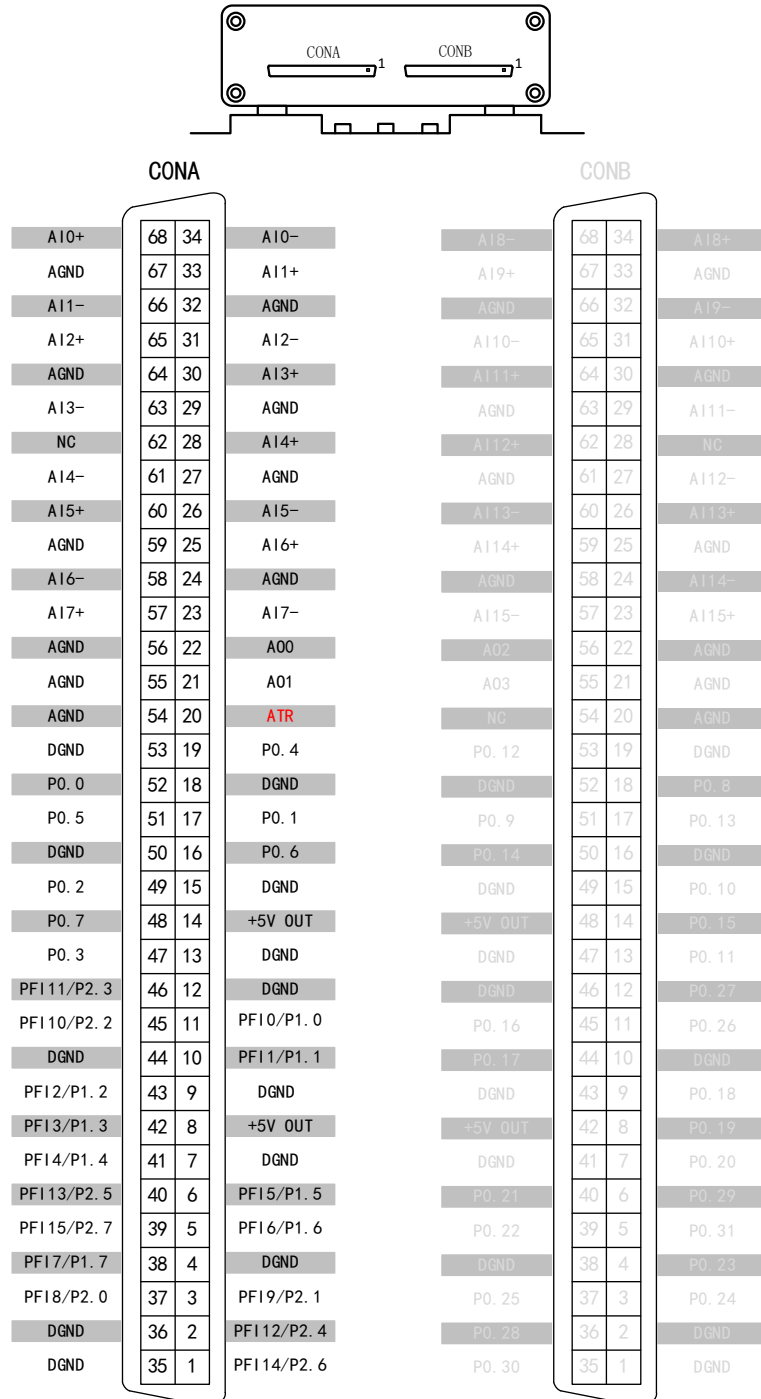 CONA CONB
1 1
CONA CONB
AI0+ 68 34 AI0- AI8- 68 34 AI8+
AGND 67 33 AI1+ AI9+ 67 33 AGND
AI1- 66 32 AGND AGND 66 32 AI9-
AI2+ 65 31 AI2- AI10- 65 31 AI10+
AGND 64 30 AI3+ AI11+ 64 30 AGND
AI3- 63 29 AGND AGND 63 29 AI11-
NC 62 28 AI4+ AI12+ 62 28 NC
AI4- 61 27 AGND AGND 61 27 AI12-
AI5+ 60 26 AI5- AI13- 60 26 AI13+
AGND 59 25 AI6+ AI14+ 59 25 AGND
AI6- 58 24 AGND AGND 58 24 AI14-
AI7+ 57 23 AI7- AI15- 57 23 AI15+
AGND 56 22 AO0 AO2 56 22 AGND
AGND 55 21 AO1 AO3 55 21 AGND
AGND 54 20 ATR NC 54 20 AGND
DGND 53 19 P0.4 P0.12 53 19 DGND
P0.0 52 18 DGND DGND 52 18 P0.8
P0.5 51 17 P0.1 P0.9 51 17 P0.13
DGND 50 16 P0.6 P0.14 50 16 DGND
P0.2 49 15 DGND DGND 49 15 P0.10
P0.7 48 14 +5V OUT +5V OUT 48 14 P0.15
P0.3 47 13 DGND DGND 47 13 P0.11
PFI11/P2.3 46 12 DGND DGND 46 12 P0.27
PFI10/P2.2 45 11 PFI0/P1.0 P0.16 45 11 P0.26
DGND 44 10 PFI1/P1.1 P0.17 44 10 DGND
PFI2/P1.2 43 9 DGND DGND 43 9 P0.18
PFI3/P1.3 42 8 +5V OUT +5V OUT 42 8 P0.19
PFI4/P1.4 41 7 DGND DGND 41 7 P0.20
PFI13/P2.5 40 6 PFI5/P1.5 P0.21 40 6 P0.29
PFI15/P2.7 39 5 PFI6/P1.6 P0.22 39 5 P0.31
PFI7/P1.7 38 4 DGND DGND 38 4 P0.23
PFI8/P2.0 37 3 PFI9/P2.1 P0.25 37 3 P0.24
DGND 36 2 PFI12/P2.4 P0.28 36 2 DGND
DGND 35 1 PFI14/P2.6 P0.30 35 1 DGND